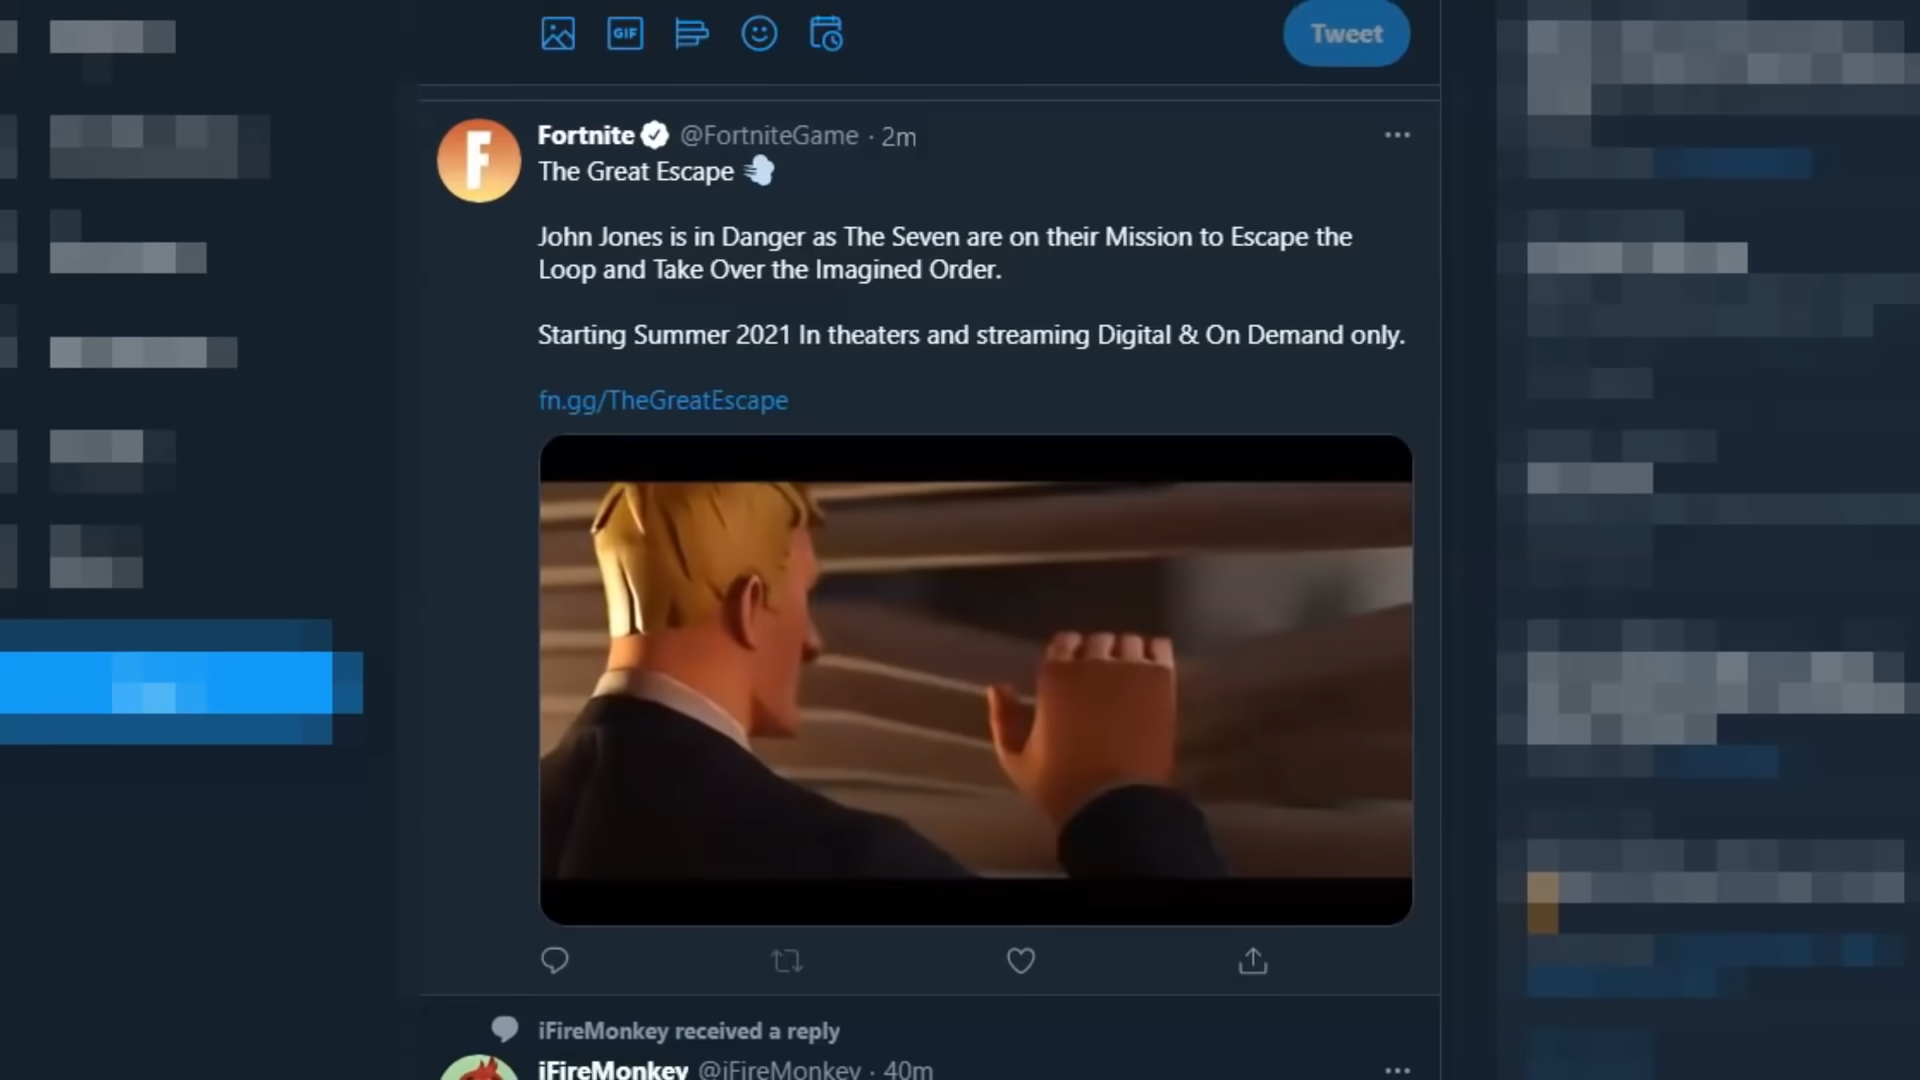 GIF
Tweet
Fortnite @FortniteGame · 2m
The Great Escape
John Jones is in Danger as The Seven are on their Mission to Escape the
Loop and Take Over the Imagined Order.
Starting Summer 2021 In theaters and streaming Digital & On Demand only.
fn.gg/TheGreatEscape
iFireMonkey received a reply
iFireMonkey @iFireMonkey · 40m